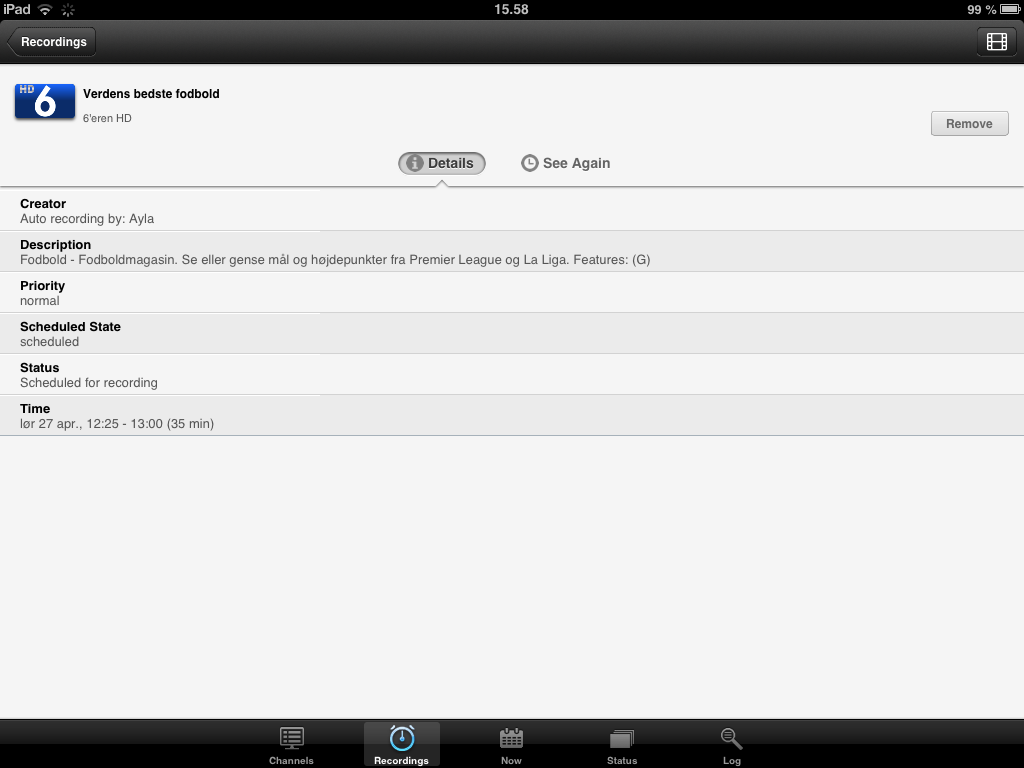 iPad 15.58 99 %
Recordings
HD
6
Verdens bedste fodbold
6'eren HD
Remove
Details See Again
Creator
Auto recording by: Ayla
Description
Fodbold - Fodboldmagasin. Se eller gense mål og højdepunkter fra Premier League og La Liga. Features: (G)
Priority
normal
Scheduled State
scheduled
Status
Scheduled for recording
Time
lør 27 apr., 12:25 - 13:00 (35 min)
Channels Recordings Now Status Log